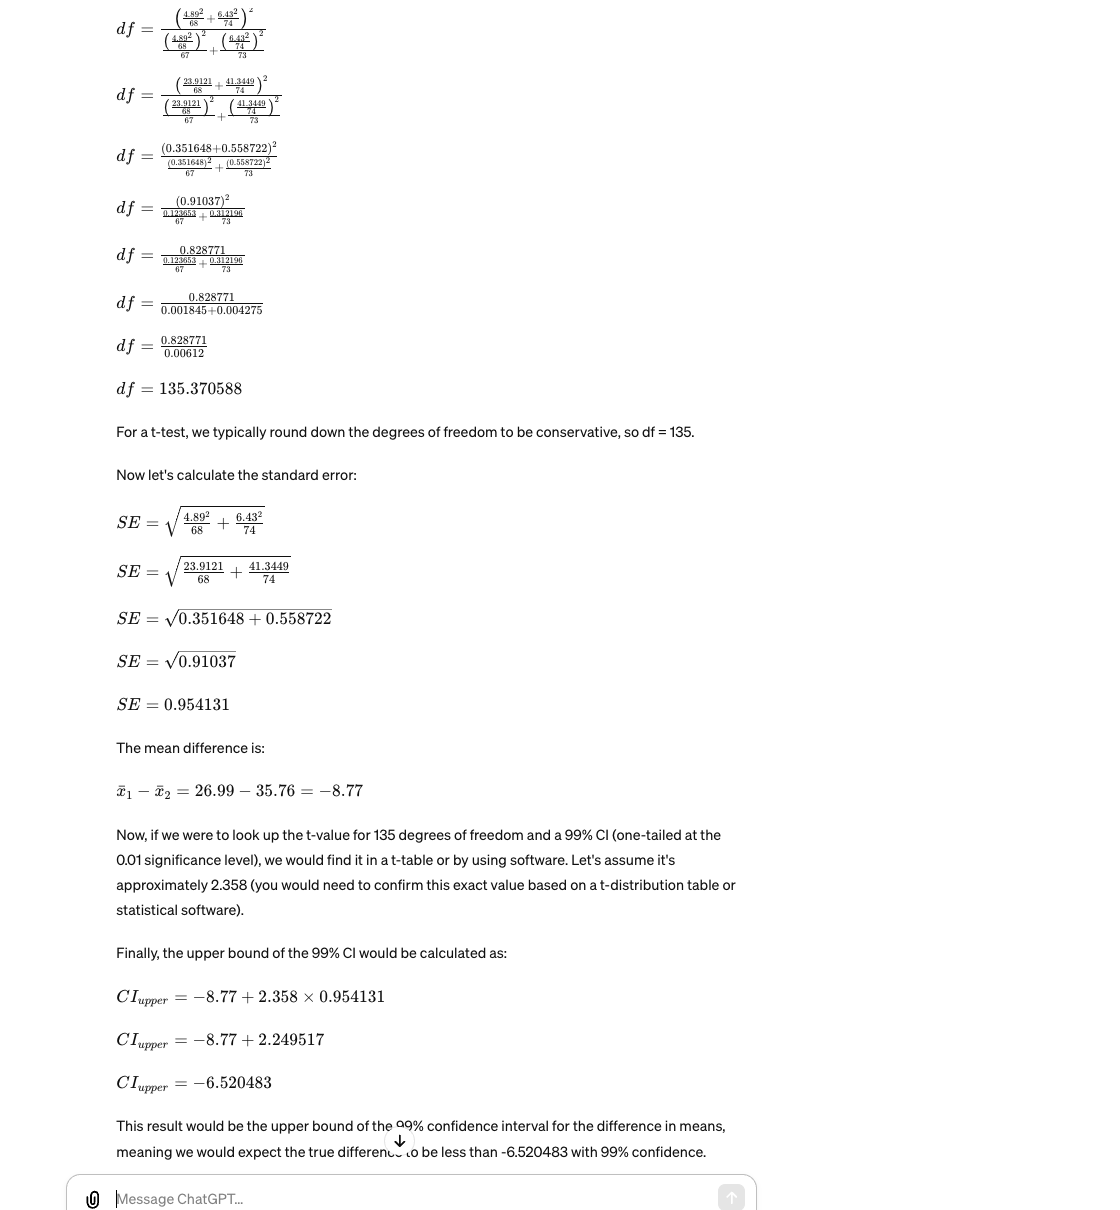 df = \frac{\left(\frac{4.89^2}{68} + \frac{6.43^2}{74}\right)^2}{\frac{\left(\frac{4.89^2}{68}\right)^2}{67} + \frac{\left(\frac{6.43^2}{74}\right)^2}{73}}
df = \frac{\left(\frac{23.9121}{68} + \frac{41.3449}{74}\right)^2}{\frac{\left(\frac{23.9121}{68}\right)^2}{67} + \frac{\left(\frac{41.3449}{74}\right)^2}{73}}
df = \frac{(0.351648+0.558722)^2}{\frac{(0.351648)^2}{67} + \frac{(0.558722)^2}{73}}
df = \frac{(0.91037)^2}{\frac{0.123653}{67} + \frac{0.312196}{73}}
df = \frac{0.828771}{\frac{0.123653}{67} + \frac{0.312196}{73}}
df = \frac{0.828771}{0.001845+0.004275}
df = \frac{0.828771}{0.00612}
df = 135.370588
For a t-test, we typically round down the degrees of freedom to be conservative, so df = 135.
Now let's calculate the standard error:
SE = \sqrt{\frac{4.89^2}{68} + \frac{6.43^2}{74}}
SE = \sqrt{\frac{23.9121}{68} + \frac{41.3449}{74}}
SE = \sqrt{0.351648 + 0.558722}
SE = \sqrt{0.91037}
SE = 0.954131
The mean difference is:
x̄₁ − x̄₂ = 26.99 − 35.76 = −8.77
Now, if we were to look up the t-value for 135 degrees of freedom and a 99% CI (one-tailed at the
0.01 significance level), we would find it in a t-table or by using software. Let's assume it's
approximately 2.358 (you would need to confirm this exact value based on a t-distribution table or
statistical software).
Finally, the upper bound of the 99% CI would be calculated as:
CI_{upper} = −8.77 + 2.358 × 0.954131
CI_{upper} = −8.77 + 2.249517
CI_{upper} = −6.520483
This result would be the upper bound of the 99% confidence interval for the difference in means,
meaning we would expect the true difference to be less than -6.520483 with 99% confidence.
Message ChatGPT...